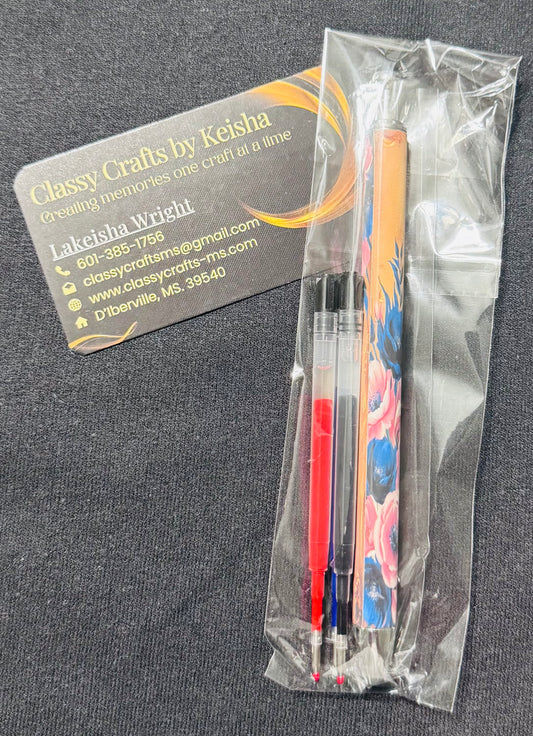 Classy Crafts by Keisha
Creating memories one craft at a time
Lakeisha Wright
601-385-1756
classycraftsms@gmail.com
www.classycrafts-ms.com
D'Iberville, MS. 39540